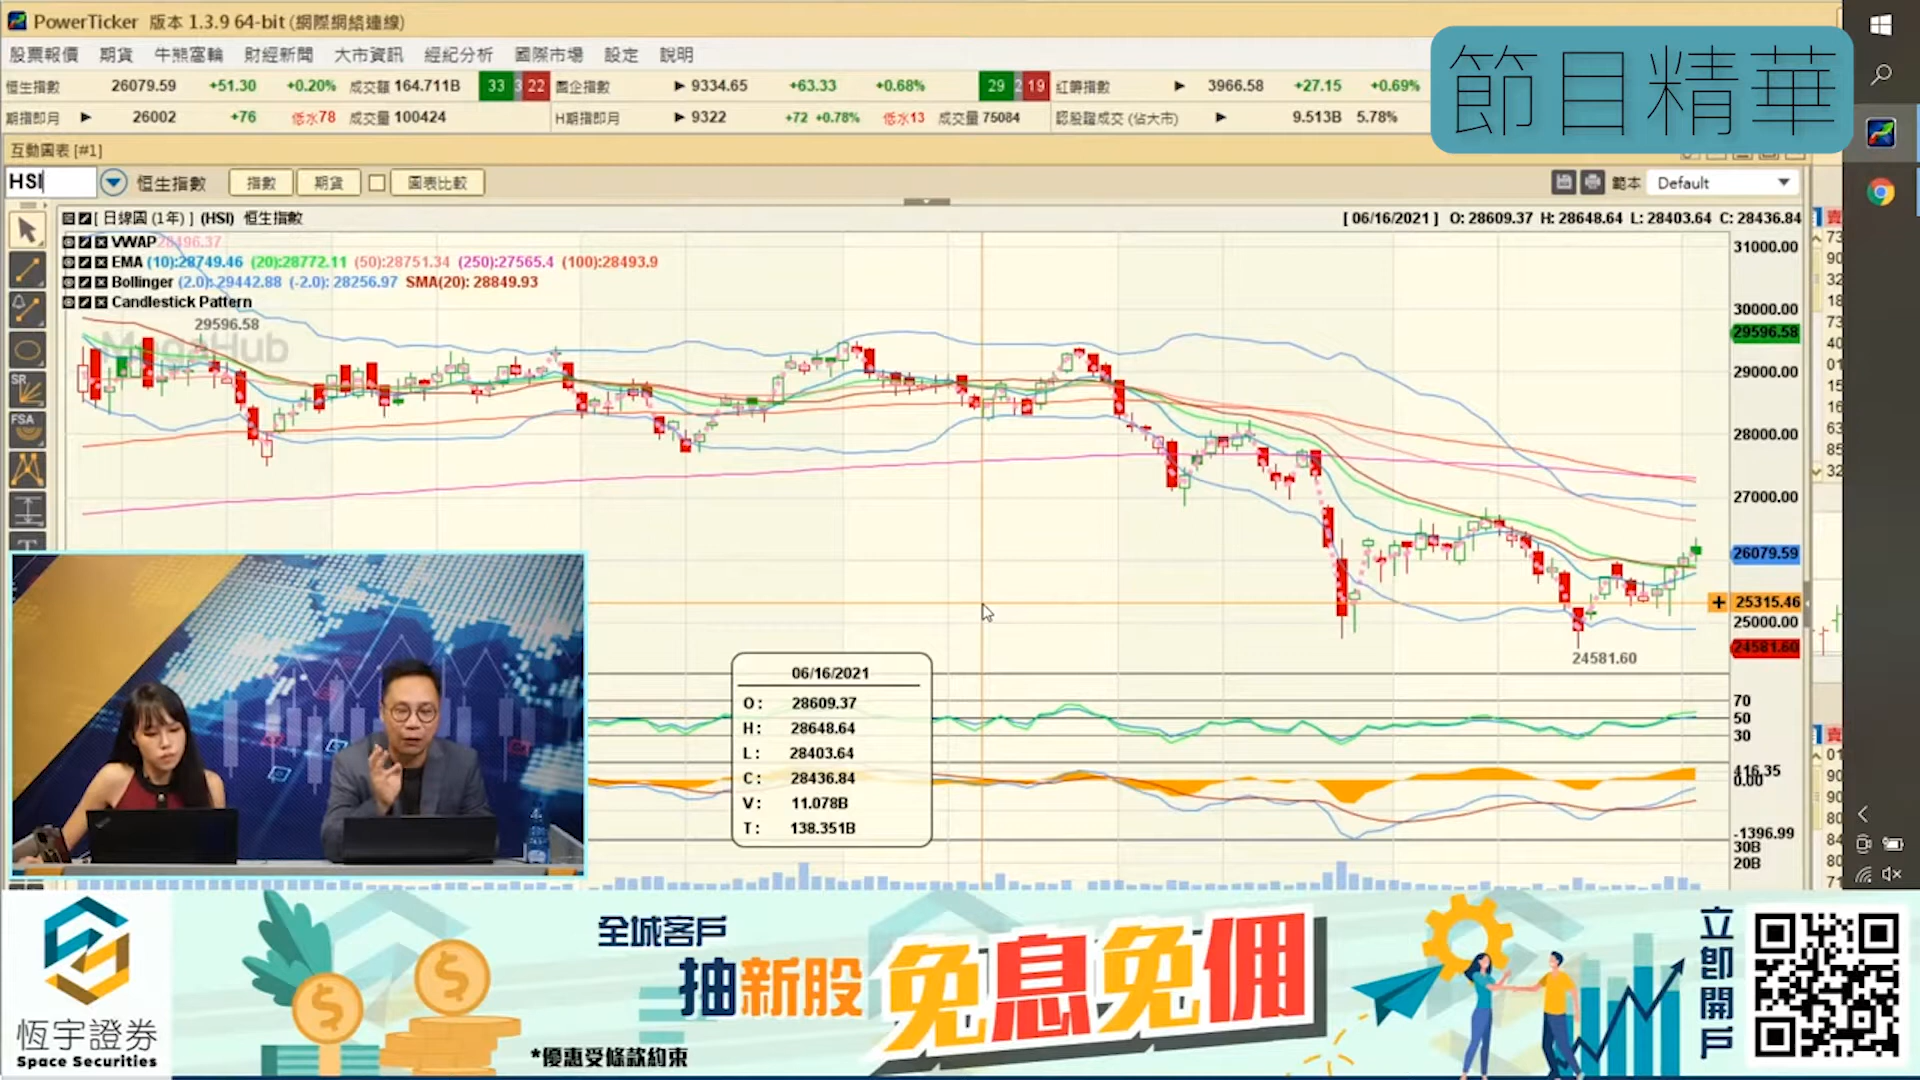 PowerTicker 版本 1.3.9 64-bit (網際網絡連線)
股票報價 期貨 牛熊窩輪 財經新聞 大市資訊 經紀分析 國際市場 設定 說明
節目精華
恒生指數 26079.59 +51.30 +0.20% 成交額 164.711B 33 3 22 國企指數 ▶ 9334.65 +63.33 +0.68% 29 2 19 紅籌指數 ▶ 3966.58 +27.15 +0.69%
期指即月 ▶ 26002 +76 低水78 成交量 100424 H期指即月 ▶ 9322 +72 +0.78% 低水13 成交量 75084 認股證成交 (佔大市) ▶ 9.513B 5.78%
互動圖表 [#1]
HSI 恒生指數 指數 期貨 圖表比較 範本 Default
[ 日線圖 (1年) ] (HSI) 恒生指數 [ 06/16/2021 ] O: 28609.37 H: 28648.64 L: 28403.64 C: 28436.84
VWAP 28496.37
EMA (10):28749.46 (20):28772.11 (50):28751.34 (250):27565.4 (100):28493.9
Bollinger (2.0): 29442.88 (-2.0): 28256.97 SMA(20): 28849.93
Candlestick Pattern
29596.58
MegaHub
SR
FSA
31000.00
30000.00
29596.58
29000.00
28000.00
27000.00
26079.59
25315.46
25000.00
24581.60
24581.60
06/16/2021
O: 28609.37
H: 28648.64
L: 28403.64
C: 28436.84
V: 11.078B
T: 138.351B
70
50
30
416.35
0.00
-1396.99
30B
20B
恆宇證券
Space Securities
全城客戶
抽新股
免息免佣
*優惠受條款約束
立即開戶